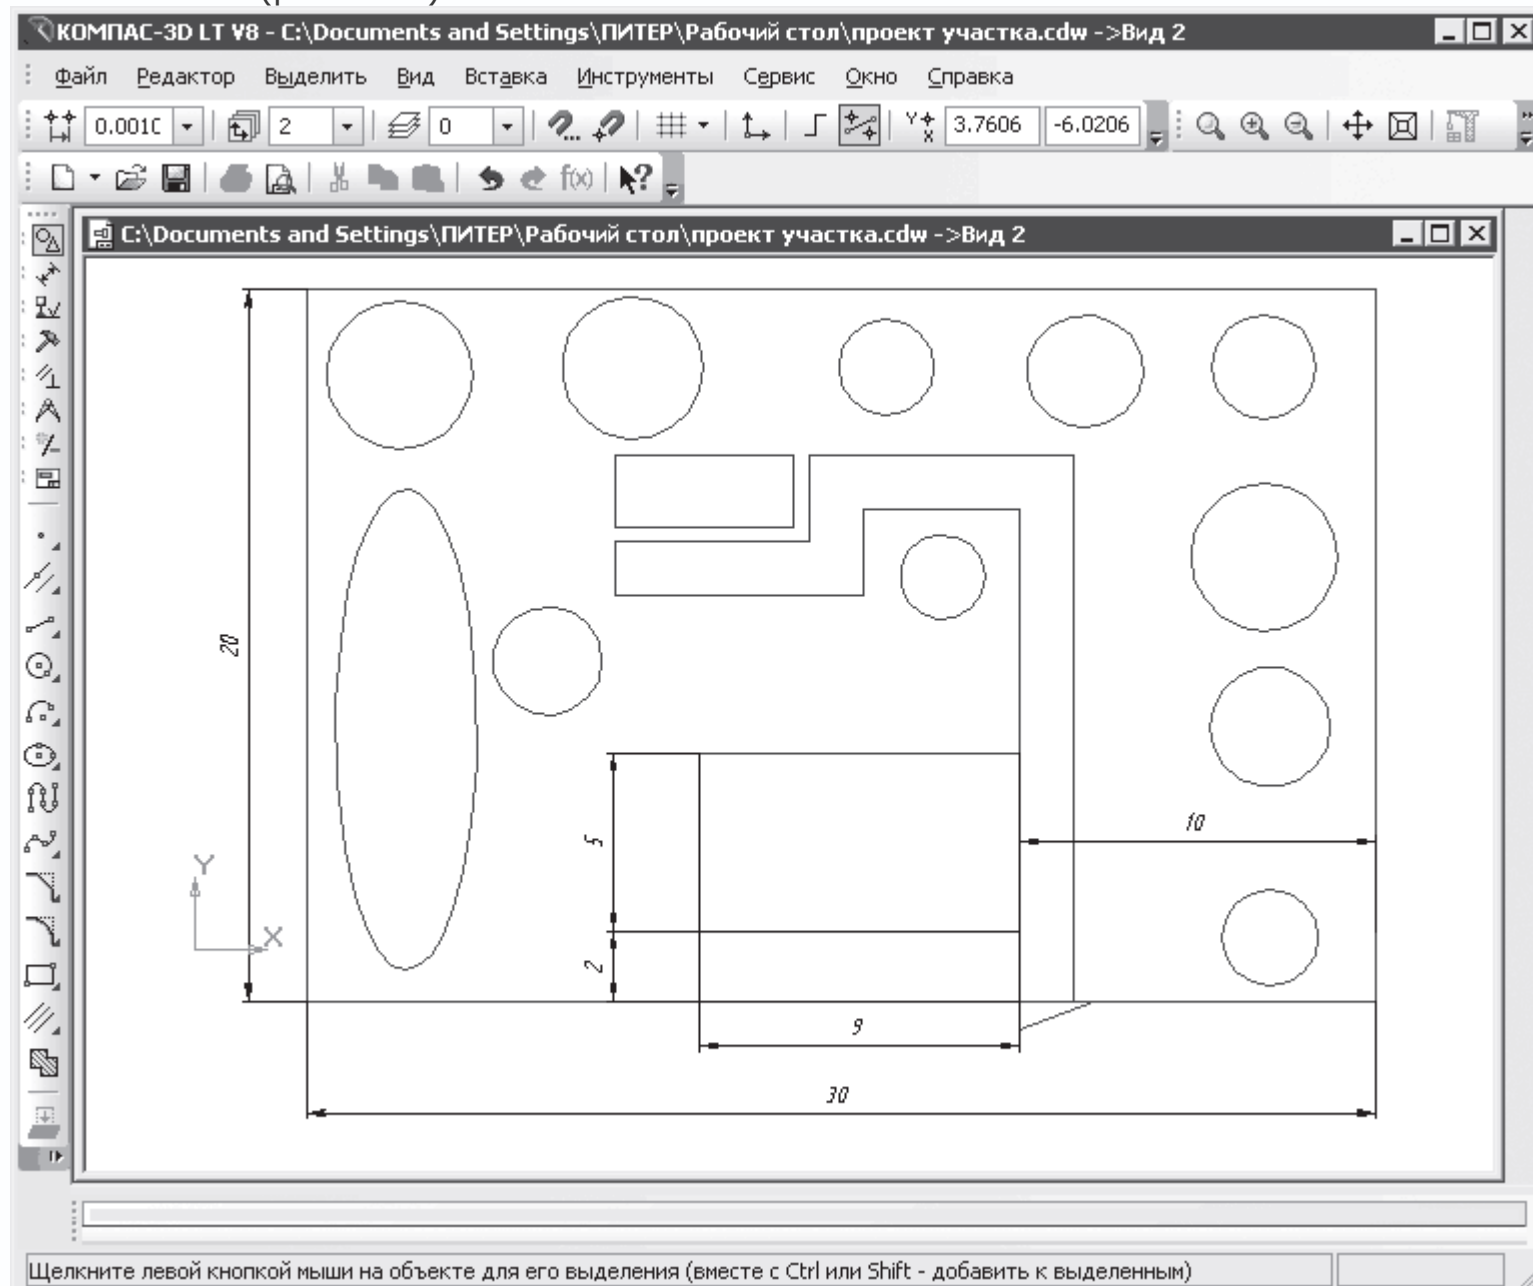 КОМПАС-3D LT V8 - C:\Documents and Settings\ПИТЕР\Рабочий стол\проект участка.cdw ->Вид 2
Файл Редактор Выделить Вид Вставка Инструменты Сервис Окно Справка
2 0 3.7606 -6.0206
f(x)
C:\Documents and Settings\ПИТЕР\Рабочий стол\проект участка.cdw ->Вид 2
20
10
5
Y
X
2
9
30
Щелкните левой кнопкой мыши на объекте для его выделения (вместе с Ctrl или Shift - добавить к выделенным)